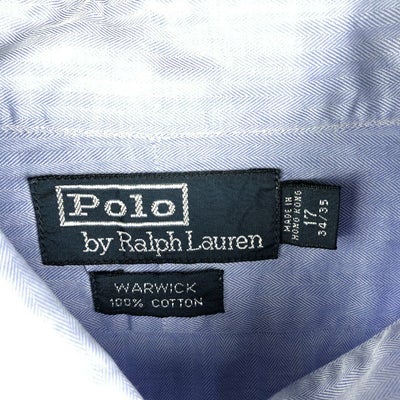 Polo
by Ralph Lauren
MADE IN
HONG KONG
17
34/35
WARWICK
100% COTTON